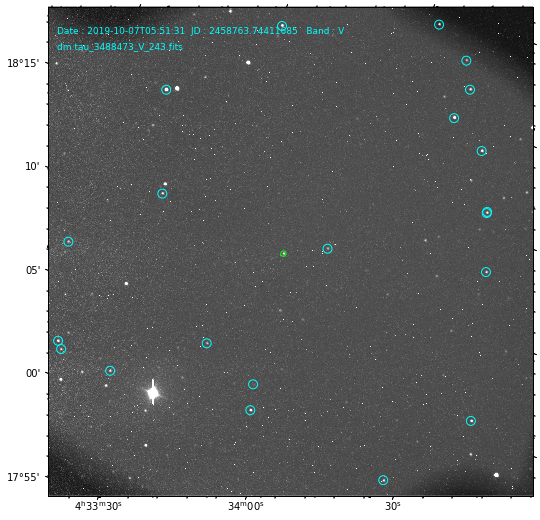 Date : 2019-10-07T05:51:31 JD : 2458763.74411085 Band : V
dm tau_3488473_V_243.fits
18°15'
10'
05'
00'
17°55'
4ʰ33ᵐ30ˢ 34ᵐ00ˢ 30ˢ